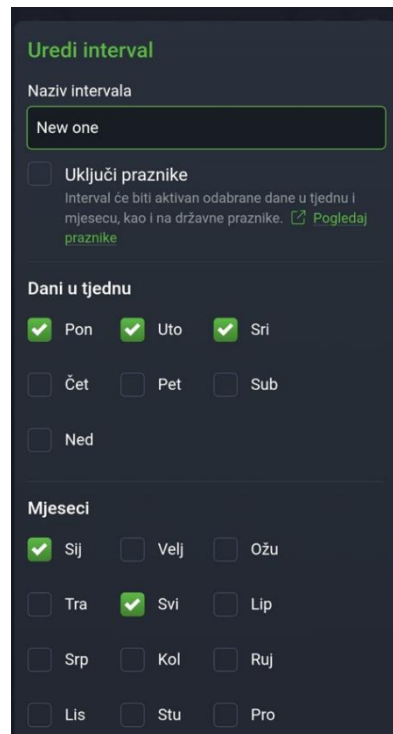 Uredi interval
Naziv intervala
New one
Uključi praznike
Interval će biti aktivan odabrane dane u tjednu i
mjesecu, kao i na državne praznike. Pogledaj
praznike
Dani u tjednu
Pon Uto Sri
Čet Pet Sub
Ned
Mjeseci
Sij Velj Ožu
Tra Svi Lip
Srp Kol Ruj
Lis Stu Pro